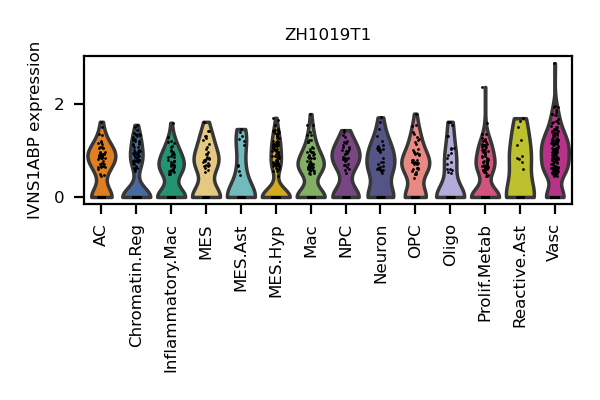 ZH1019T1
IVNS1ABP expression
2
0
AC
Chromatin.Reg
Inflammatory.Mac
MES
MES.Ast
MES.Hyp
Mac
NPC
Neuron
OPC
Oligo
Prolif.Metab
Reactive.Ast
Vasc